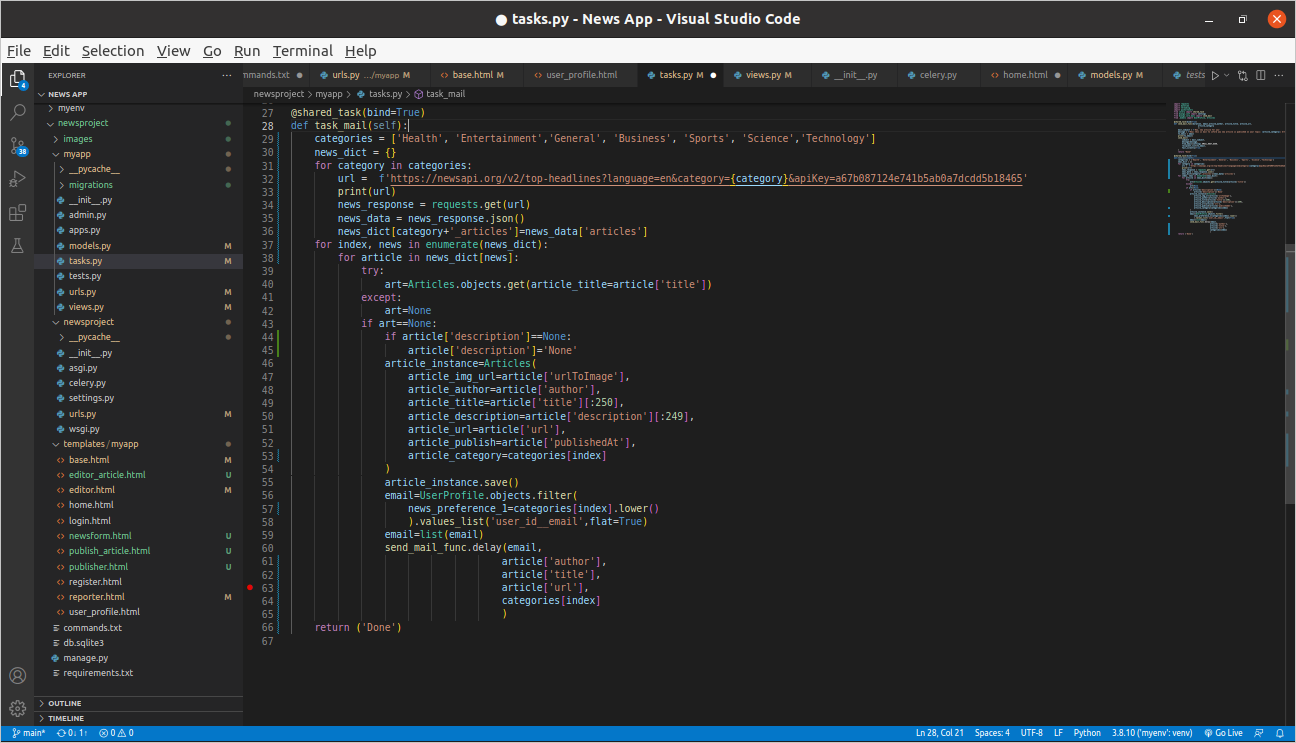 tasks.py - News App - Visual Studio Code
File Edit Selection View Go Run Terminal Help
EXPLORER
mmands.txt urls.py .../myapp M base.html M user_profile.html tasks.py M views.py M __init__.py celery.py home.html models.py M tests
NEWS APP
newsproject myapp tasks.py task_mail
myenv
newsproject
images
myapp
__pycache__
migrations
__init__.py
admin.py
apps.py
models.py M
tasks.py M
tests.py
urls.py M
views.py M
newsproject
__pycache__
__init__.py
asgi.py
celery.py
settings.py
urls.py M
wsgi.py
templates/myapp
base.html M
editor_article.html U
editor.html M
home.html
login.html
newsform.html U
publish_article.html U
publisher.html U
register.html
reporter.html M
user_profile.html
commands.txt
db.sqlite3
manage.py
requirements.txt
OUTLINE
TIMELINE
4
38
27 @shared_task(bind=True)
28 def task_mail(self):
29 categories = ['Health', 'Entertainment','General', 'Business', 'Sports', 'Science','Technology']
30 news_dict = {}
31 for category in categories:
32 url = f'https://newsapi.org/v2/top-headlines?language=en&category={category}&apiKey=a67b087124e741b5ab0a7dcdd5b18465'
33 print(url)
34 news_response = requests.get(url)
35 news_data = news_response.json()
36 news_dict[category+'_articles']=news_data['articles']
37 for index, news in enumerate(news_dict):
38 for article in news_dict[news]:
39 try:
40 art=Articles.objects.get(article_title=article['title'])
41 except:
42 art=None
43 if art==None:
44 if article['description']==None:
45 article['description']='None'
46 article_instance=Articles(
47 article_img_url=article['urlToImage'],
48 article_author=article['author'],
49 article_title=article['title'][:250],
50 article_description=article['description'][:249],
51 article_url=article['url'],
52 article_publish=article['publishedAt'],
53 article_category=categories[index]
54 )
55 article_instance.save()
56 email=UserProfile.objects.filter(
57 news_preference_1=categories[index].lower()
58 ).values_list('user_id__email',flat=True)
59 email=list(email)
60 send_mail_func.delay(email,
61 article['author'],
62 article['title'],
63 article['url'],
64 categories[index]
65 )
66 return ('Done')
67
main* 0↓ 1↑ 0 0 Ln 28, Col 21 Spaces: 4 UTF-8 LF Python 3.8.10 ('myenv': venv) Go Live